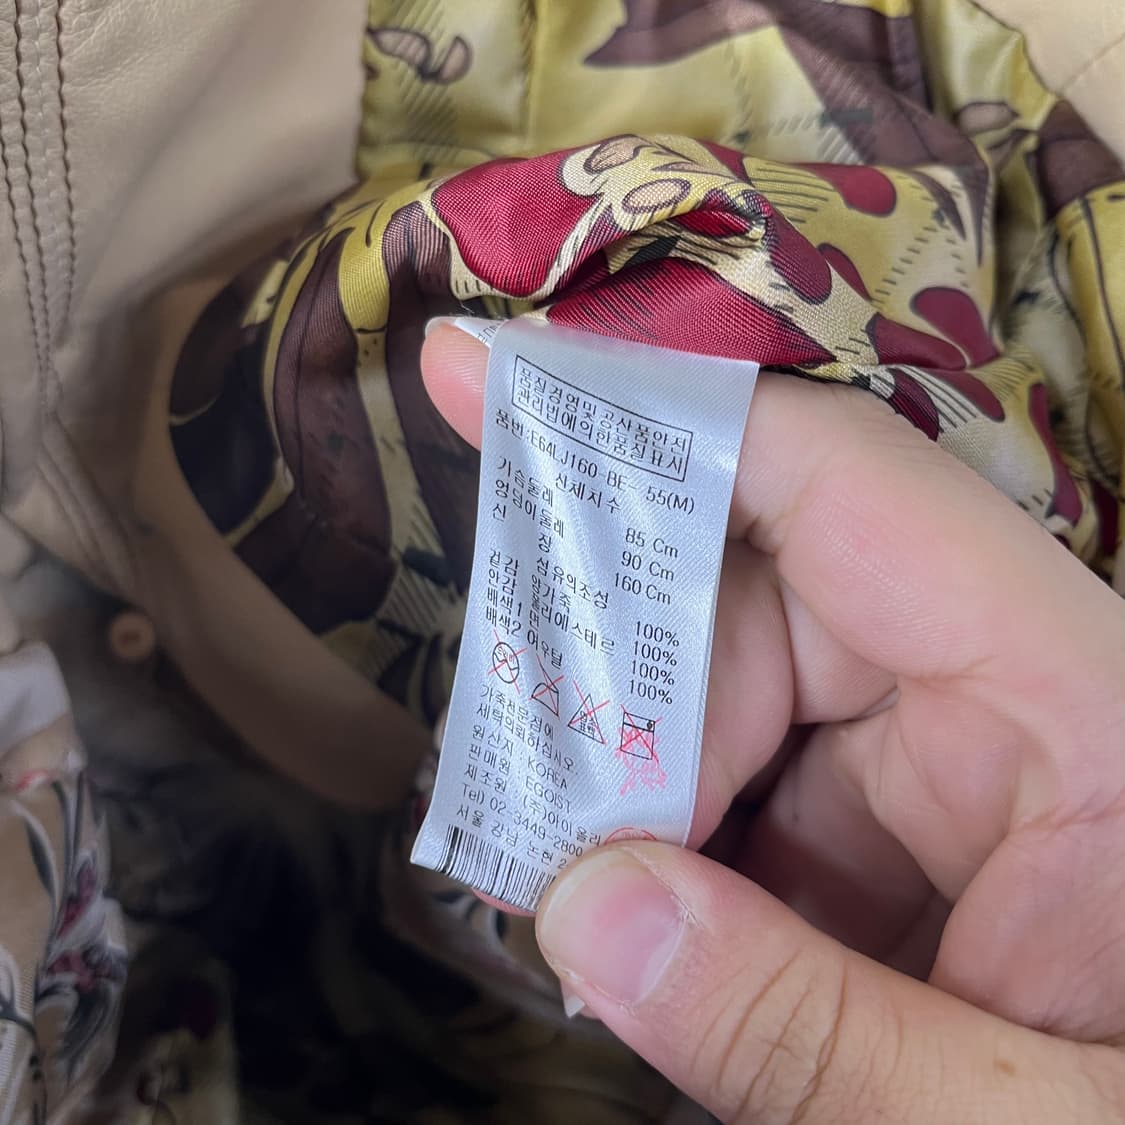 품질경영및공산품안전
관리법에의한품질표시
품번:E64LJ160-BE- 55(M)
신체치수
가슴둘레 85 Cm
엉덩이둘레 90 Cm
신 장 160 Cm
섬유의조성
겉감 양가죽 100%
안감 폴리에스테르 100%
배색1 면 100%
배색2 여우털 100%
가죽전문점에
세탁의뢰하십시오.
원산지 : KOREA
판매원 : EGOIST
제조원 : (주)아이올리
Tel) 02-3449-2800
서울 강남 논현